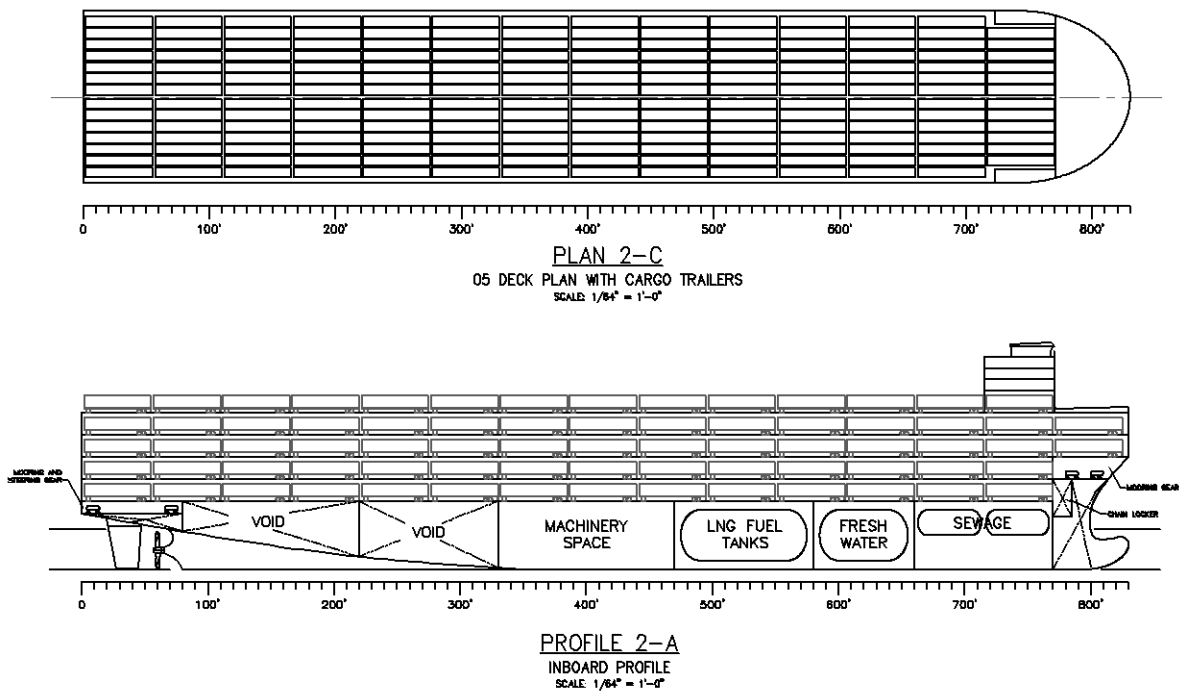 0 100' 200' 300' 400' 500' 600' 700' 800'
PLAN 2-C
05 DECK PLAN WITH CARGO TRAILERS
SCALE: 1/64" = 1'-0"
MOORING AND
STEERING GEAR
VOID
VOID
MACHINERY
SPACE
LNG FUEL
TANKS
FRESH
WATER
SEWAGE
MOORING GEAR
CHAIN LOCKER
0 100' 200' 300' 400' 500' 600' 700' 800'
PROFILE 2-A
INBOARD PROFILE
SCALE: 1/64" = 1'-0"